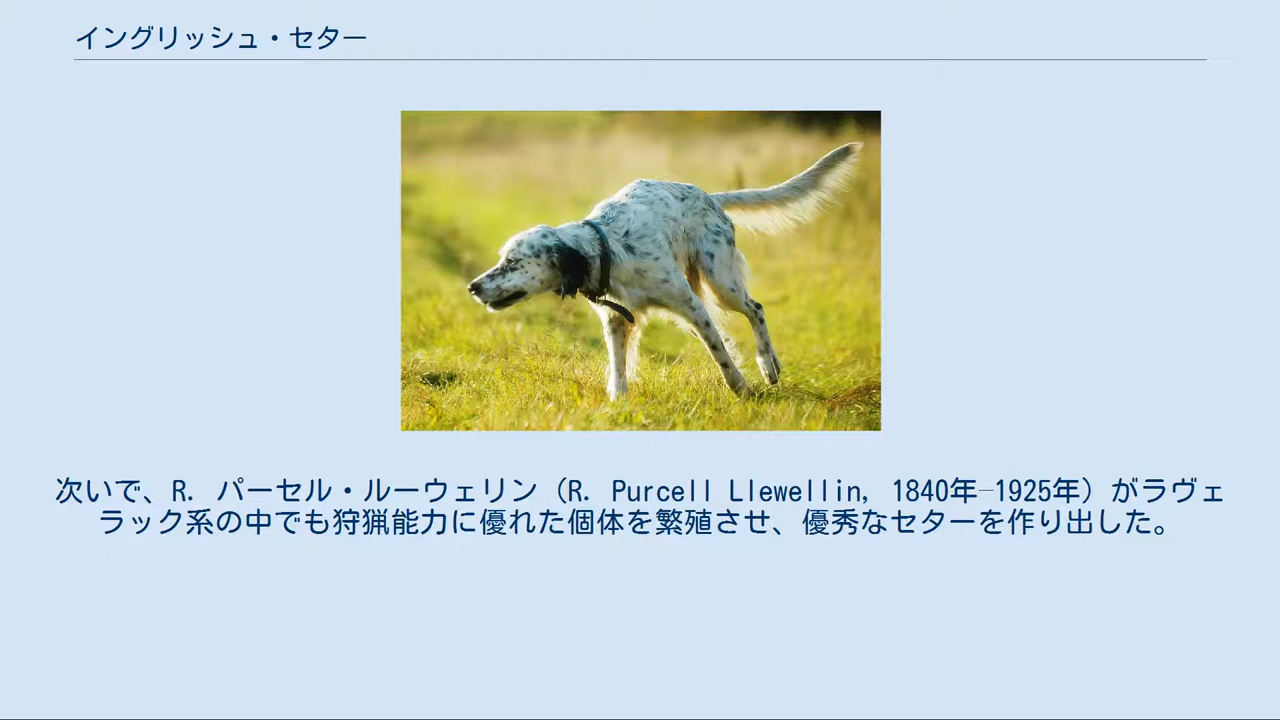 イングリッシュ・セター
次いで、R. パーセル・ルーウェリン（R. Purcell Llewellin, 1840年–1925年）がラヴェ
ラック系の中でも狩猟能力に優れた個体を繁殖させ、優秀なセターを作り出した。